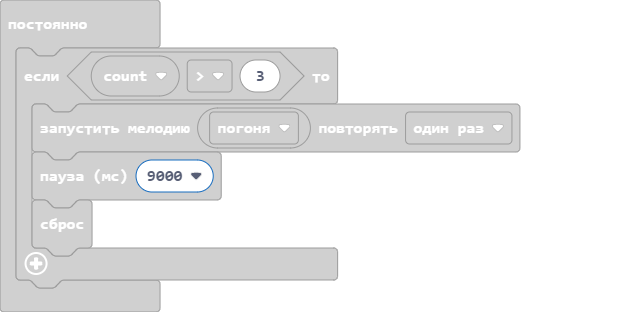 постоянно
если count > 3 то
запустить мелодию погоня повторять один раз
пауза (мс) 9000
сброс